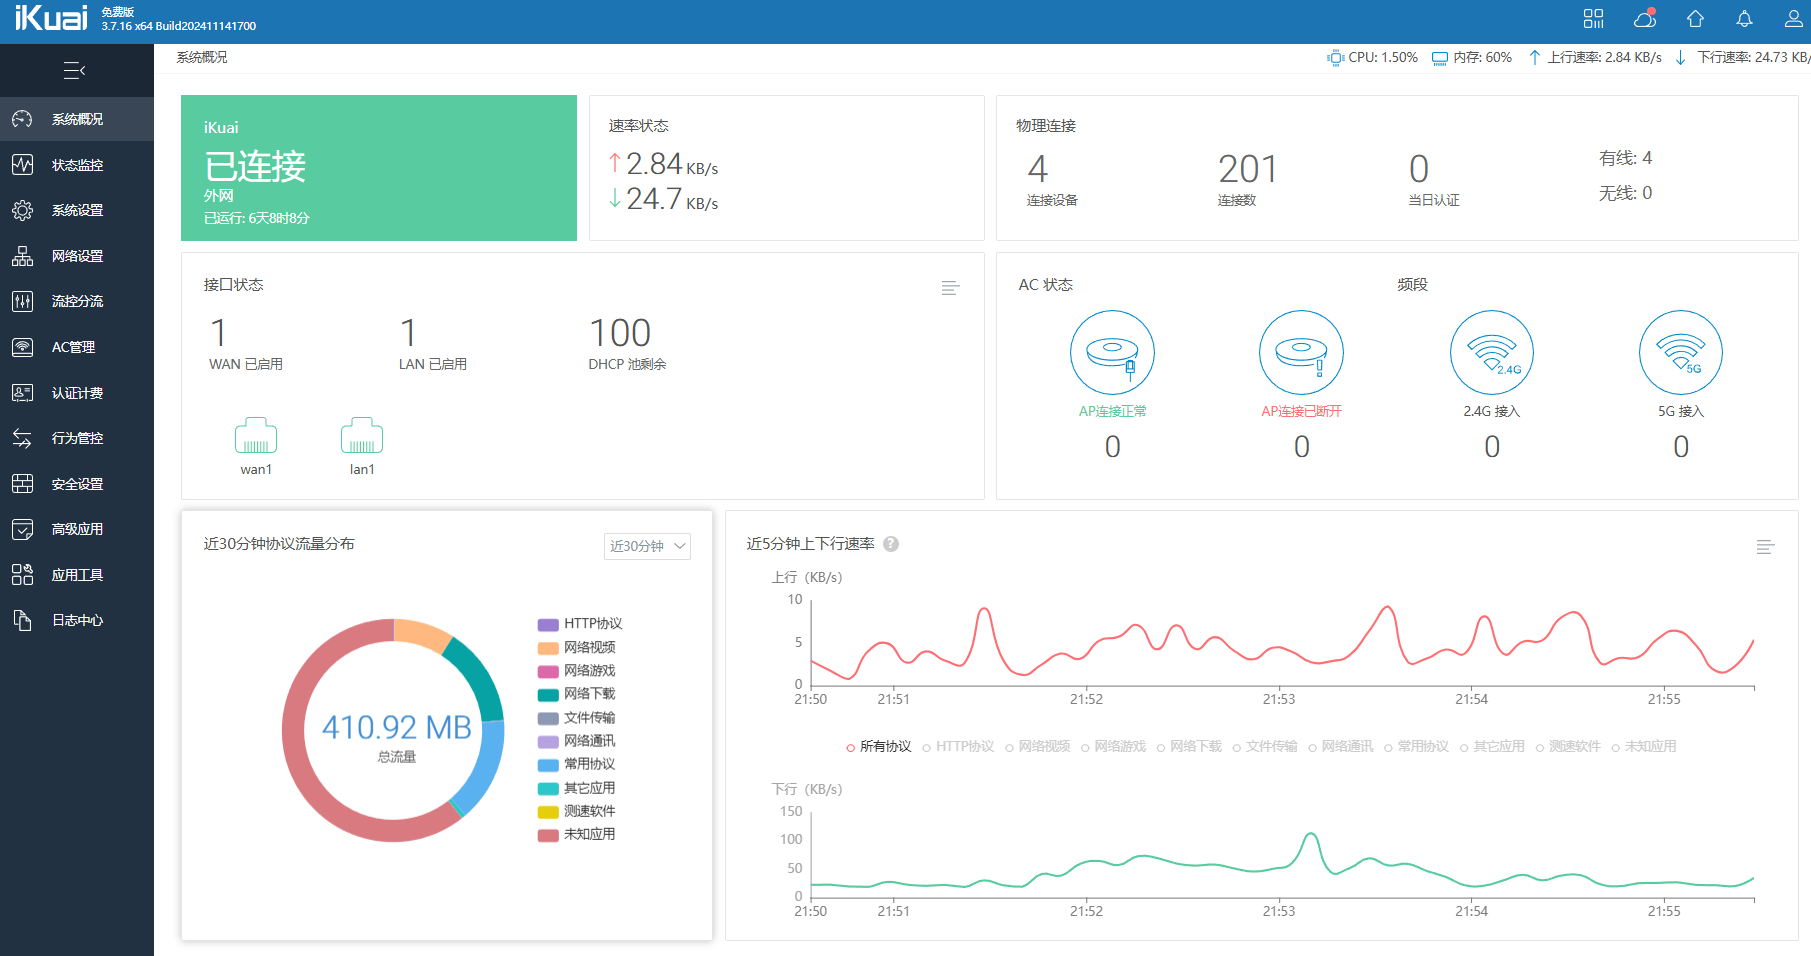 iKuai
免费版
3.7.16 x64 Build202411141700
系统概况
CPU: 1.50%
内存: 60%
上行速率: 2.84 KB/s
下行速率: 24.73 KB/
系统概况
状态监控
系统设置
网络设置
流控分流
AC管理
认证计费
行为管控
安全设置
高级应用
应用工具
日志中心
iKuai
已连接
外网
已运行: 6天8时8分
速率状态
↑2.84 KB/s
↓24.7 KB/s
物理连接
4
连接设备
201
连接数
0
当日认证
有线: 4
无线: 0
接口状态
1
WAN 已启用
1
LAN 已启用
100
DHCP 池剩余
wan1
lan1
AC 状态
频段
2.4G
5G
AP连接正常
AP连接已断开
2.4G 接入
5G 接入
0
0
0
0
近30分钟协议流量分布
近30分钟
410.92 MB
总流量
HTTP协议
网络视频
网络游戏
网络下载
文件传输
网络通讯
常用协议
其它应用
测速软件
未知应用
近5分钟上下行速率 ?
上行（KB/s）
10
5
0
21:50 21:51 21:52 21:53 21:54 21:55
所有协议 HTTP协议 网络视频 网络游戏 网络下载 文件传输 网络通讯 常用协议 其它应用 测速软件 未知应用
下行（KB/s）
150
100
50
0
21:50 21:51 21:52 21:53 21:54 21:55